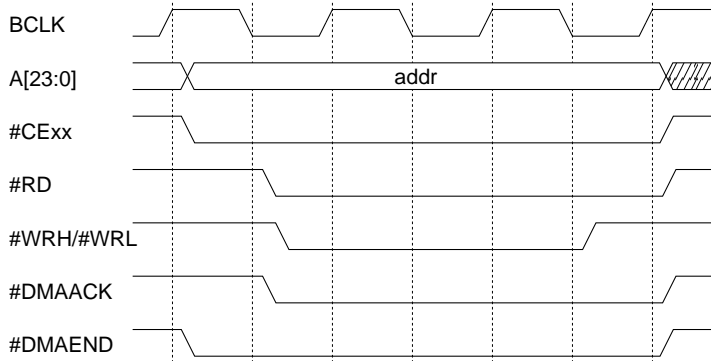 BCLK
A[23:0] addr
#CExx
#RD
#WRH/#WRL
#DMAACK
#DMAEND